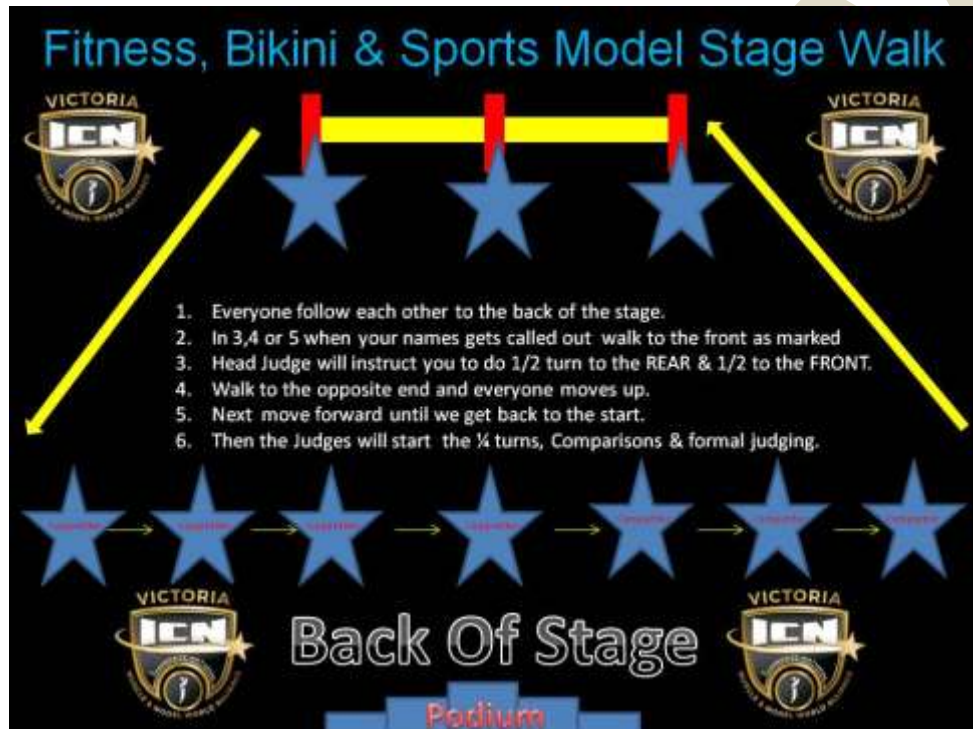 Fitness, Bikini & Sports Model Stage Walk
VICTORIA
ICN
VICTORIA
ICN
1. Everyone follow each other to the back of the stage.
2. In 3,4 or 5 when your names gets called out walk to the front as marked
3. Head Judge will instruct you to do 1/2 turn to the REAR & 1/2 to the FRONT.
4. Walk to the opposite end and everyone moves up.
5. Next move forward until we get back to the start.
6. Then the Judges will start the ¼ turns, Comparisons & formal judging.
VICTORIA
ICN
VICTORIA
ICN
Back Of Stage
Podium